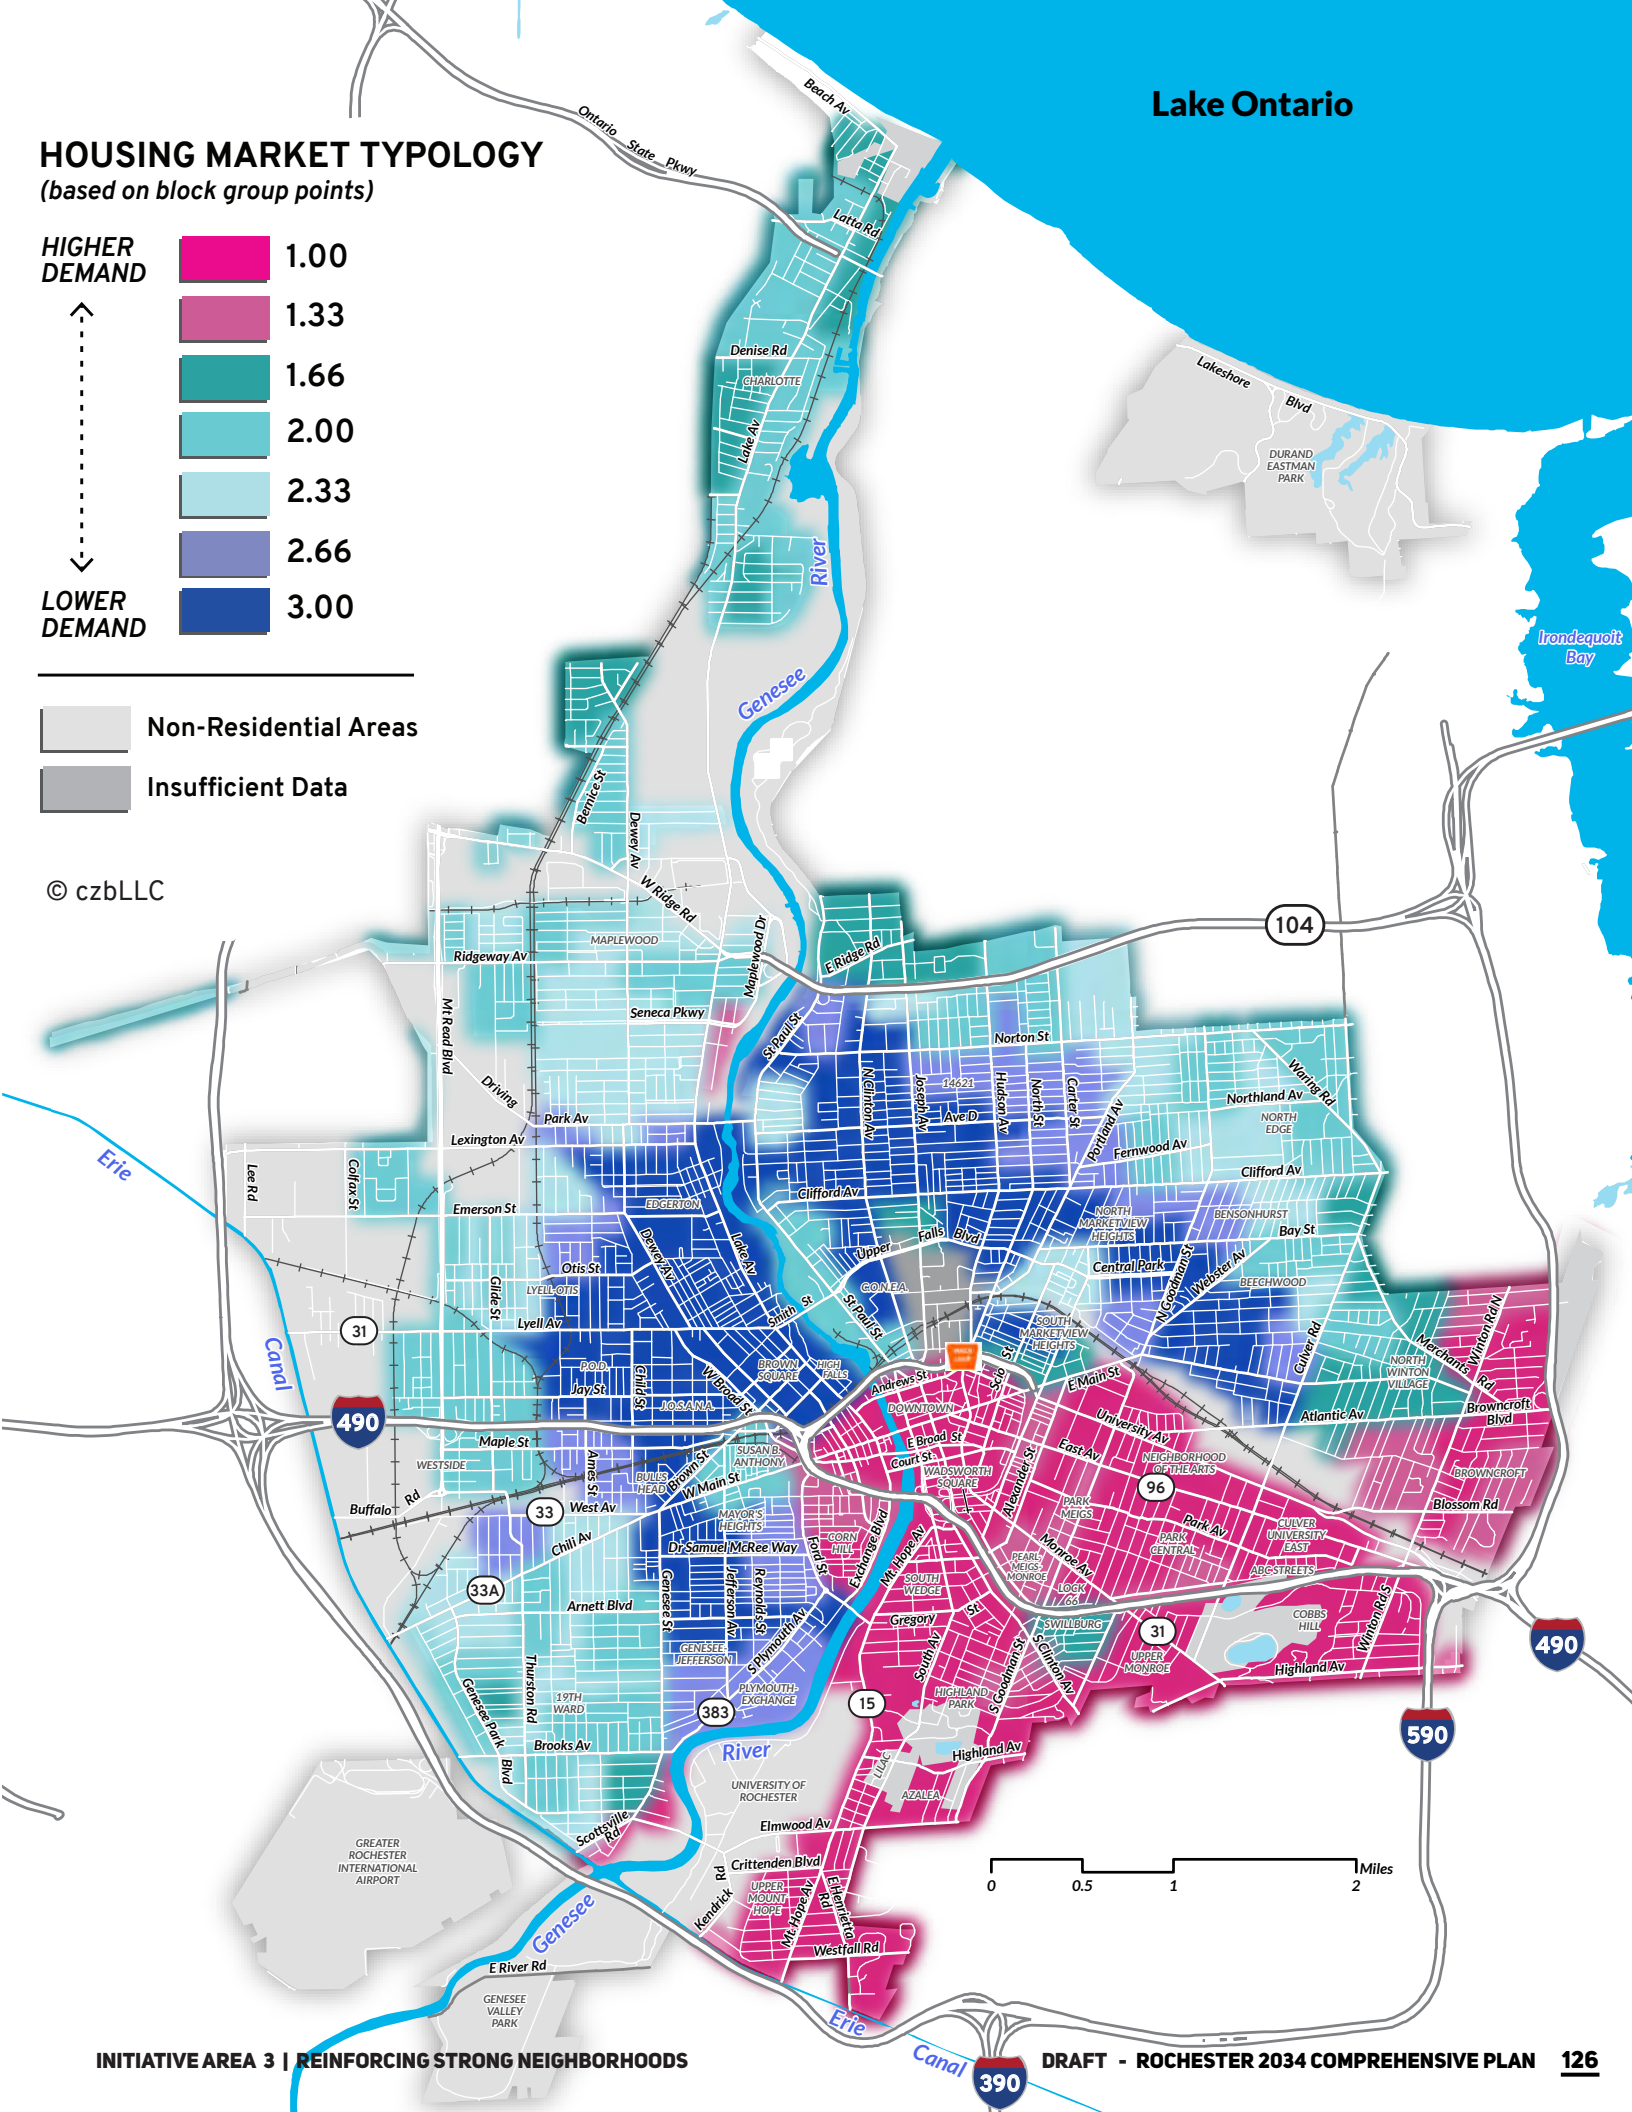 Lake Ontario
Beach Av
Ontario State Pkwy
HOUSING MARKET TYPOLOGY
(based on block group points)
HIGHER
DEMAND
1.00
1.33
1.66
2.00
2.33
2.66
3.00
LOWER
DEMAND
Non-Residential Areas
Insufficient Data
© czbLLC
Latta Rd
Denise Rd
CHARLOTTE
Lake Av
Lakeshore Blvd
DURAND
EASTMAN
PARK
River
Genesee
Irondequoit
Bay
Bernice St
Dewey Av
W Ridge Rd
104
MAPLEWOOD
Maplewood Dr
E Ridge Rd
Ridgeway Av
Mt Read Blvd
Seneca Pkwy
St Paul St
Norton St
Driving
Park Av
N Clinton Av
Joseph Av
14621
Ave D
Hudson Av
North St
Carter St
Portland Av
Waring Rd
Northland Av
NORTH
EDGE
Fernwood Av
Clifford Av
Lexington Av
Erie
Lee Rd
Colfax St
Emerson St
EDGERTON
Clifford Av
NORTH
MARKETVIEW
HEIGHTS
BENSONHURST
Bay St
Upper Falls Blvd
Dewey Av
Lake Av
Otis St
LYELL-OTIS
Glide St
C.O.N.E.A.
Central Park
N Goodman St
Webster Av
BEECHWOOD
Smith St
St Paul St
Lyell Av
31
Canal
SOUTH
MARKETVIEW
HEIGHTS
Culver Rd
Merchants Rd
Winton Rd N
NORTH
WINTON
VILLAGE
P.O.D.
Child St
Jay St
J.O.S.A.N.A.
W Broad St
BROWN
SQUARE
HIGH
FALLS
Andrews St
Scio St
E Main St
DOWNTOWN
Browncroft
Blvd
Atlantic Av
490
University Av
East Av
E Broad St
Court St
Maple St
WESTSIDE
Ames St
BULL'S
HEAD
Brown St
W Main St
SUSAN B.
ANTHONY
WADSWORTH
SQUARE
Alexander St
NEIGHBORHOOD
OF THE ARTS
96
BROWNCROFT
Blossom Rd
Buffalo Rd
33
West Av
Chili Av
MAYOR'S
HEIGHTS
Dr Samuel McRee Way
CORN
HILL
Ford St
Exchange Blvd
Mt. Hope Av
PARK
MEIGS
Park Av
PARK
CENTRAL
CULVER
UNIVERSITY
EAST
ABC STREETS
Monroe Av
PEARL-
MEIGS-
MONROE
LOCK
66
33A
Arnett Blvd
Genesee St
Jefferson Av
Reynolds St
S Plymouth Av
SOUTH
WEDGE
Gregory St
SWILLBURG
31
UPPER
MONROE
COBBS
HILL
Winton Rd S
Highland Av
490
GENESEE-
JEFFERSON
PLYMOUTH-
EXCHANGE
383
Genesee Park Blvd
Thurston Rd
19TH
WARD
Brooks Av
15
South Av
HIGHLAND
PARK
S Goodman St
S Clinton Av
590
River
UNIVERSITY OF
ROCHESTER
LILAC
AZALEA
Highland Av
Scottsville
Rd
Elmwood Av
Crittenden Blvd
Kendrick Rd
UPPER
MOUNT
HOPE
Mt. Hope Av
E Henrietta
Rd
Westfall Rd
GREATER
ROCHESTER
INTERNATIONAL
AIRPORT
0 0.5 1 2 Miles
Genesee
E River Rd
GENESEE
VALLEY
PARK
Erie
Canal
390
INITIATIVE AREA 3 | REINFORCING STRONG NEIGHBORHOODS
DRAFT - ROCHESTER 2034 COMPREHENSIVE PLAN 126